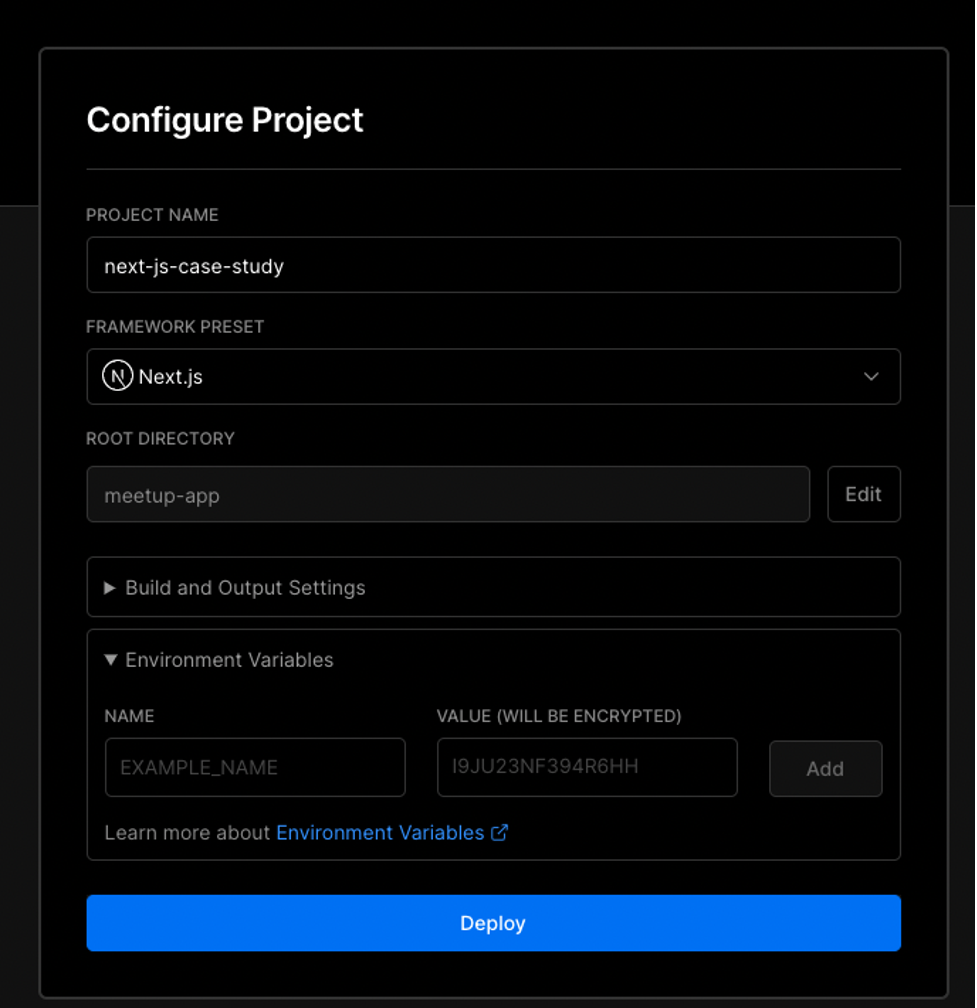 Configure Project
PROJECT NAME
next-js-case-study
FRAMEWORK PRESET
N Next.js
ROOT DIRECTORY
meetup-app
Edit
Build and Output Settings
Environment Variables
NAME
VALUE (WILL BE ENCRYPTED)
EXAMPLE_NAME
I9JU23NF394R6HH
Add
Learn more about Environment Variables
Deploy